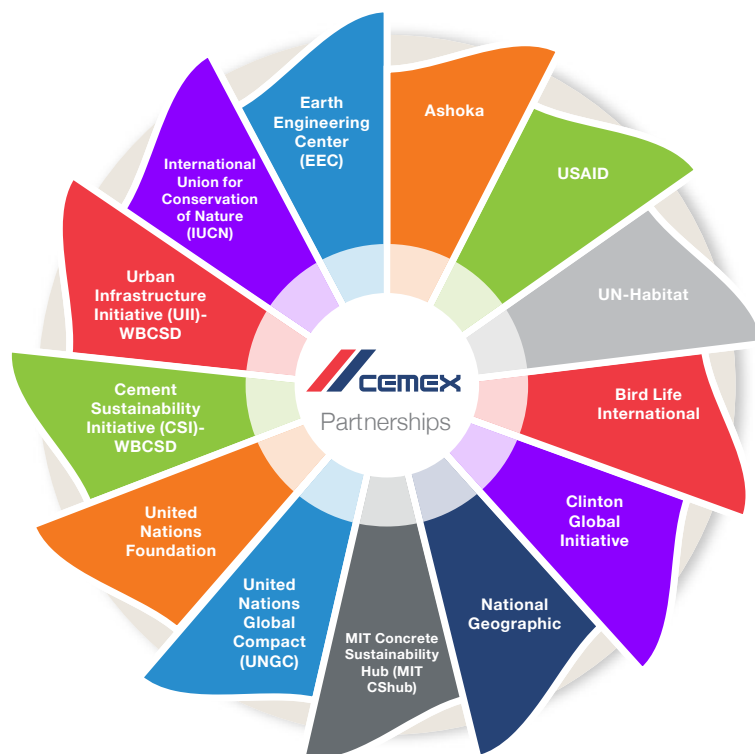 Earth
Engineering
Center
(EEC)
Ashoka
USAID
UN-Habitat
Bird Life
International
Clinton
Global
Initiative
National
Geographic
MIT Concrete
Sustainability
Hub (MIT
CShub)
United
Nations
Global
Compact
(UNGC)
United
Nations
Foundation
Cement
Sustainability
Initiative (CSI)-
WBCSD
Urban
Infrastructure
Initiative (UII)-
WBCSD
International
Union for
Conservation
of Nature
(IUCN)
CEMEX
Partnerships